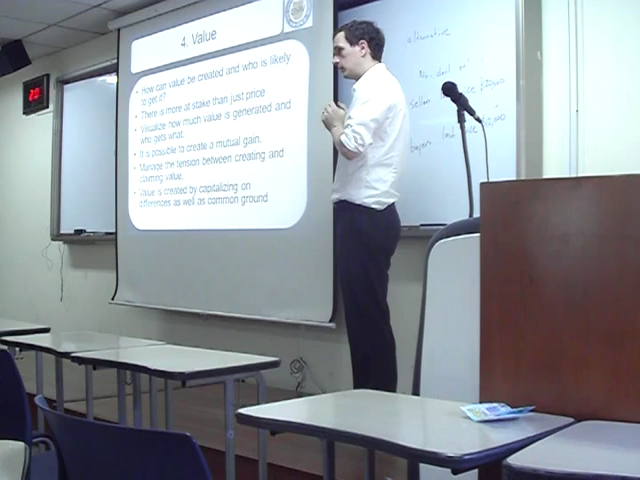 4. Value
• How can value be created and who is likely
to get it?
• There is more at stake than just price
• Visualize how much value is generated and
who gets what.
• It is possible to create a mutual gain.
• Manage the tension between creating and
claiming value.
• Value is created by capitalizing on
differences as well as common ground
alternative
No deal
sellers
buyers